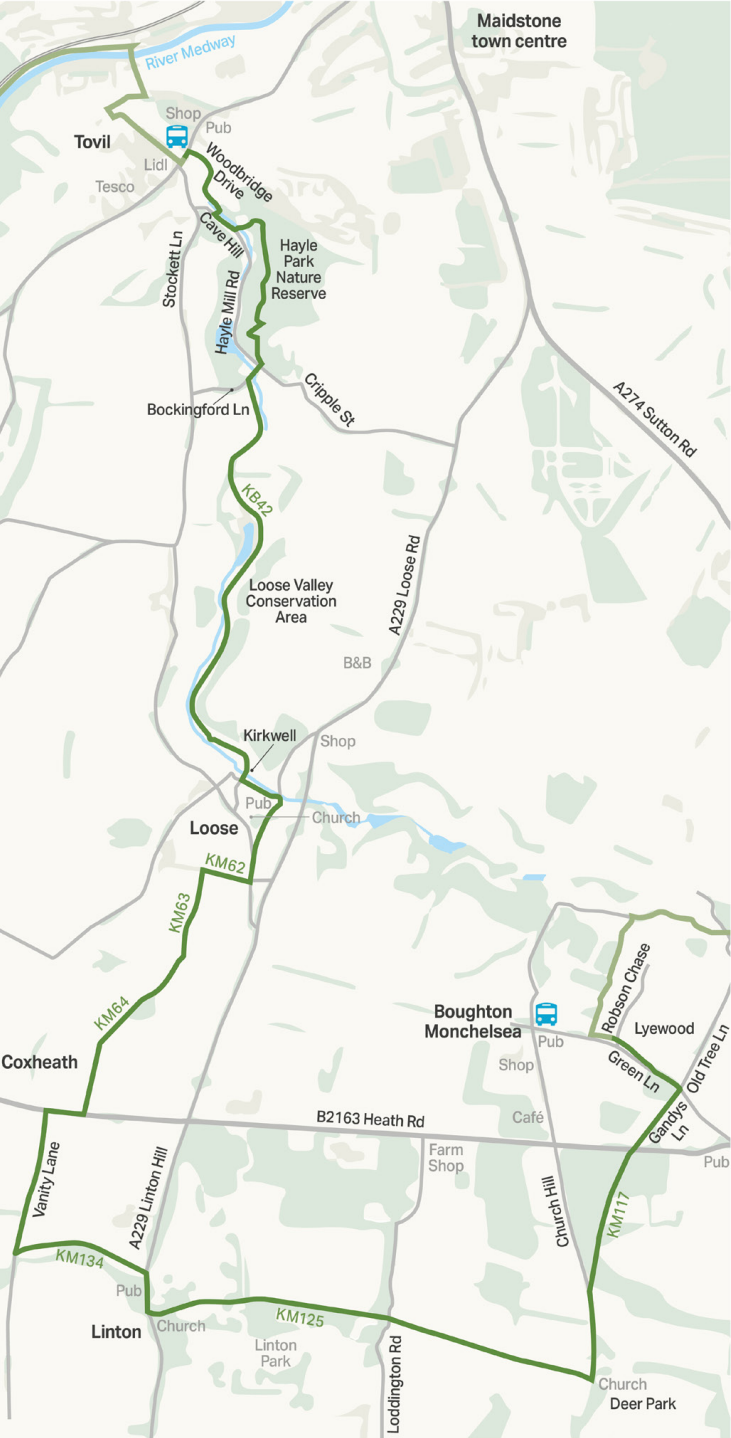 Maidstone
town centre
River Medway
Shop
Pub
Tovil
Lidl
Tesco
Woodbridge
Drive
Cave Hill
Stockett Ln
Hayle
Park
Nature
Reserve
Hayle Mill Rd
Bockingford Ln
Cripple St
A274 Sutton Rd
KB42
A229 Loose Rd
Loose Valley
Conservation
Area
B&B
Kirkwell
Shop
Pub
Church
Loose
KM62
KM63
KM64
Coxheath
Boughton
Monchelsea
Pub
Shop
Robson Chase
Lyewood
Green Ln
Old Tree Ln
Gandys
Ln
Café
B2163 Heath Rd
Farm
Shop
Pub
Vanity Lane
A229 Linton Hill
Church Hill
KM117
KM134
Pub
Linton
Church
KM125
Linton
Park
Loddington Rd
Church
Deer Park